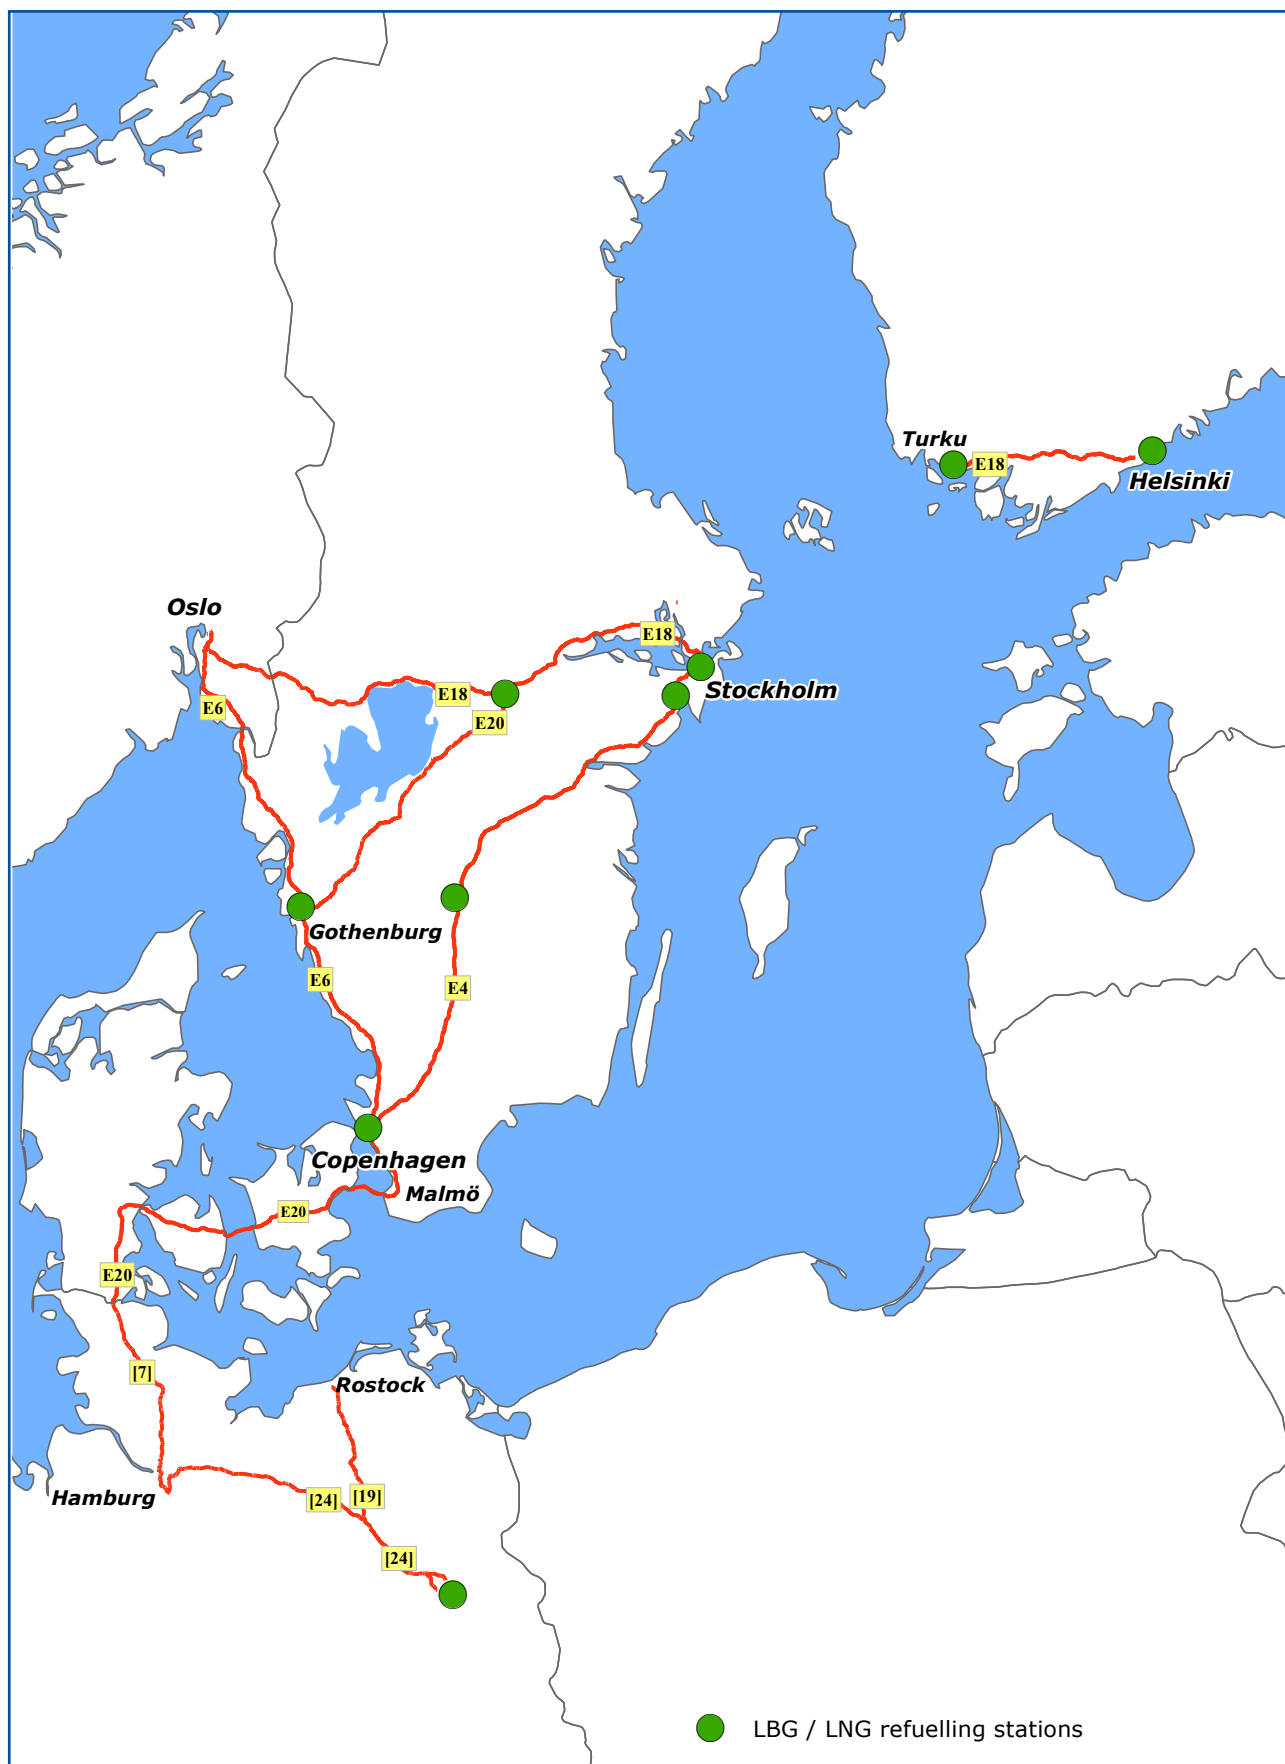 Turku
E18
Helsinki
Oslo
E18
E18
Stockholm
E6
E20
Gothenburg
E6
E4
Copenhagen
Malmö
E20
E20
[7]
Rostock
Hamburg
[24]
[19]
[24]
LBG / LNG refuelling stations